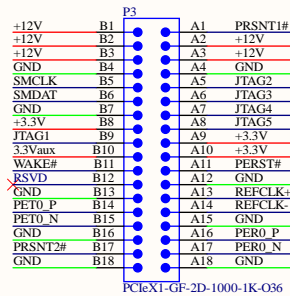 P3
+12V B1 A1 PRSNT1#
+12V B2 A2 +12V
+12V B3 A3 +12V
GND B4 A4 GND
SMCLK B5 A5 JTAG2
SMDAT B6 A6 JTAG3
GND B7 A7 JTAG4
+3.3V B8 A8 JTAG5
JTAG1 B9 A9 +3.3V
3.3Vaux B10 A10 +3.3V
WAKE# B11 A11 PERST#
RSVD B12 A12 GND
GND B13 A13 REFCLK+
PET0_P B14 A14 REFCLK-
PET0_N B15 A15 GND
GND B16 A16 PER0_P
PRSNT2# B17 A17 PER0_N
GND B18 A18 GND
PCIeX1-GF-2D-1000-1K-O36